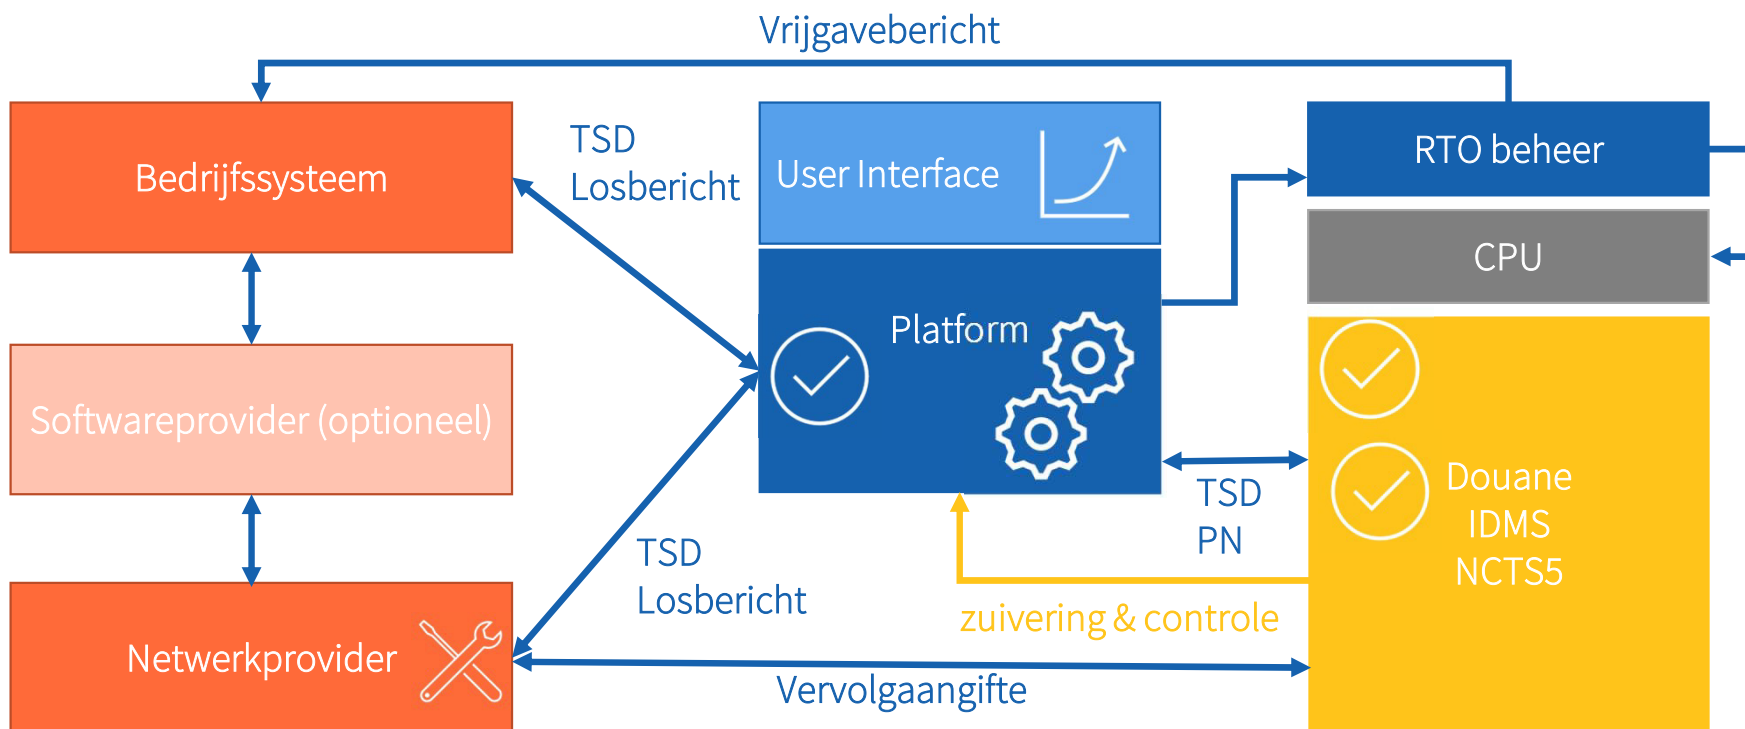 Vrijgavebericht
Bedrijfssysteem
TSD
Losbericht
User Interface
RTO beheer
CPU
Platform
Softwareprovider (optioneel)
Douane
IDMS
NCTS5
TSD
PN
TSD
Losbericht
zuivering & controle
Netwerkprovider
Vervolgaangifte